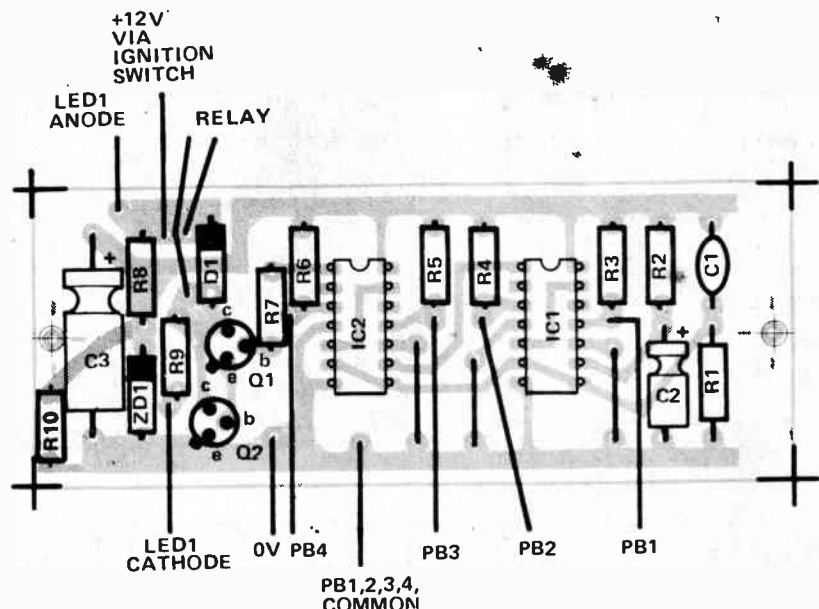 +12V
VIA
IGNITION
SWITCH
LED1
ANODE
RELAY
+
R8
D1
R6
R5
R4
R3
R2
C1
R7
c
IC2
IC1
+
C3
R9
b
e
Q1
ZD1
c
C2
R1
R10
b
e
Q2
LED1
CATHODE
0V
PB4
PB3
PB2
PB1
PB1,2,3,4,
COMMON